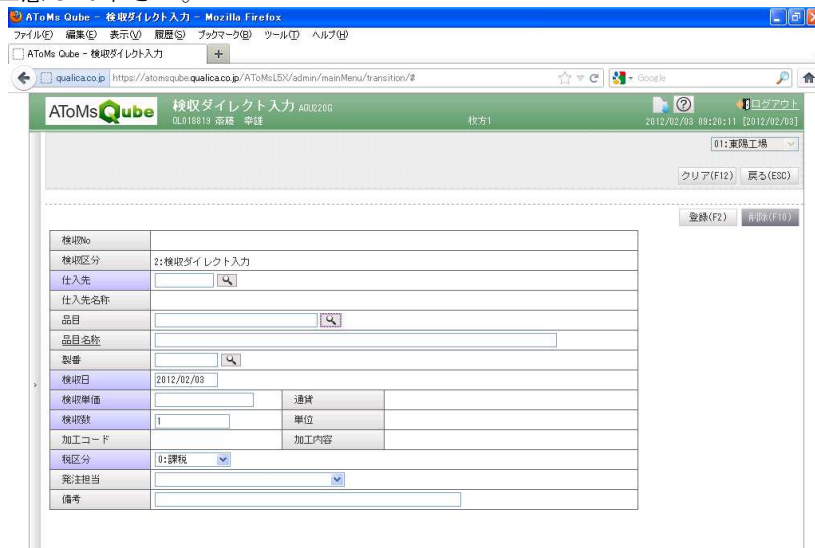 AToMs Qube - 検収ダイレクト入力 - Mozilla Firefox
ファイル(F) 編集(E) 表示(V) 履歴(S) ブックマーク(B) ツール(T) ヘルプ(H)
AToMs Qube - 検収ダイレクト入力 +
qualica.co.jp https://atomsqube.qualica.co.jp/AToMsL5X/admin/mainMenu/transition/# Google
AToMs Qube 検収ダイレクト入力 AOU220G ? ログアウト
OL018819 斎藤 幸雄 枚方1 2012/02/03 09:20:11 [2012/02/03]
01:東陽工場
クリア(F12) 戻る(ESC)
登録(F2) 削除(F10)
検収No
検収区分 2:検収ダイレクト入力
仕入先
仕入先名称
品目
品目名称
製番
検収日 2012/02/03
検収単価 通貨
検収数 1 単位
加工コード 加工内容
税区分 0:課税
発注担当
備考